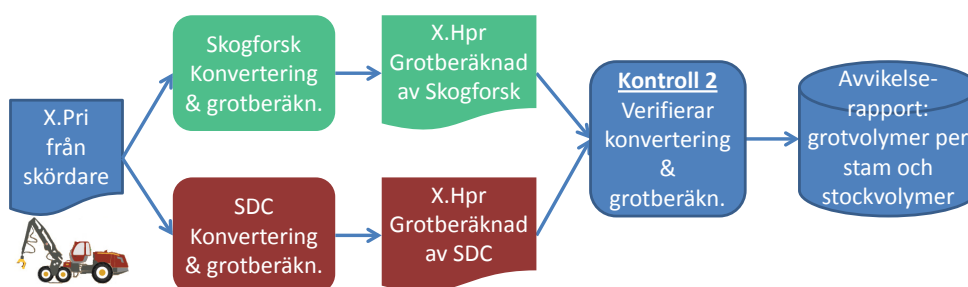 X.Pri
från
skördare
Skogforsk
Konvertering
& grotberäkn.
X.Hpr
Grotberäknad
av Skogforsk
SDC
Konvertering
& grotberäkn.
X.Hpr
Grotberäknad
av SDC
Kontroll 2
Verifierar
konvertering
&
grotberäkn.
Avvikelse-
rapport:
grotvolymer per
stam och
stockvolymer